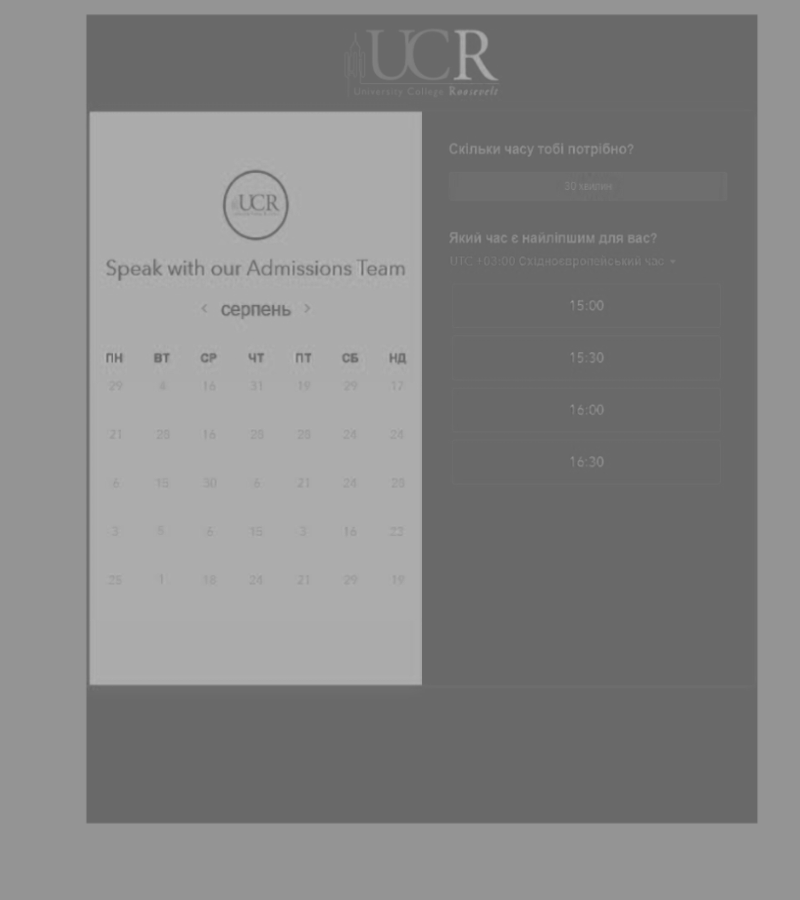 UCR
University College Roosevelt
UCR
Speak with our Admissions Team
< серпень >
ПН ВТ СР ЧТ ПТ СБ НД
29 4 16 31 19 29 17
21 28 16 28 28 24 24
6 15 30 6 21 24 28
3 5 6 15 3 16 23
28 1 18 24 21 29 19
Скільки часу тобі потрібно?
30 хвилин
Який час є найліпшим для вас?
UTC +03:00 Східноєвропейський час
15:00
15:30
16:00
16:30